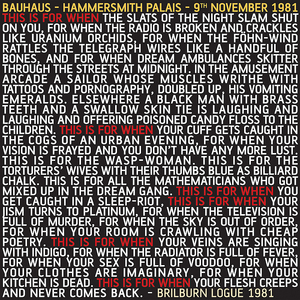 BAUHAUS - HAMMERSMITH PALAIS - 9TH NOVEMBER 1981
THIS IS FOR WHEN THE SLATS OF THE NIGHT SLAM SHUT
ON YOU, FOR WHEN THE RADIO IS BROKEN AND CRACKLES
LIKE URANIUM ORCHIDS, FOR WHEN THE FOHN-WIND
RATTLES THE TELEGRAPH WIRES LIKE A HANDFUL OF
BONES, AND FOR WHEN DREAM AMBULANCES SKITTER
THROUGH THE STREETS AT MIDNIGHT. IN THE AMUSEMENT
ARCADE A SAILOR WHOSE MUSCLES WRITHE WITH
TATTOOS AND PORNOGRAPHY, DOUBLED UP, HIS VOMITING
EMERALDS. ELSEWHERE A BLACK MAN WITH BRASS
TEETH AND A SWALLOW SKIN TIE IS LAUGHING AND
LAUGHING AND OFFERING POISONED CANDY FLOSS TO THE
CHILDREN. THIS IS FOR WHEN YOUR CUFF GETS CAUGHT IN
THE COGS OF AN URBAN EVENING, FOR WHEN YOUR
VISION IS FRAYED AND YOU DON'T HAVE ANY MORE LUST.
THIS IS FOR THE WASP-WOMAN. THIS IS FOR THE
TORTURERS' WIVES WITH THEIR THUMBS BLUE AS BILLIARD
CHALK. THIS IS FOR ALL THE MATHEMATICIANS WHO GOT
MIXED UP IN THE DREAM GANG. THIS IS FOR WHEN YOU
GET CAUGHT IN A SLEEP-RIOT. THIS IS FOR WHEN YOUR
JISM TURNS TO PLATINUM, FOR WHEN THE TELEVISION IS
FULL OF MURDER, FOR WHEN THE SKY IS OUT OF ORDER,
FOR WHEN YOUR ROOM IS CRAWLING WITH CHEAP
POETRY. THIS IS FOR WHEN YOUR VEINS ARE SINGING
WITH INDIGO, FOR WHEN THE RADIATOR IS FULL OF FEVER,
FOR WHEN YOUR SEX IS FULL OF VOODOO, FOR WHEN
YOUR CLOTHES ARE IMAGINARY, FOR WHEN YOUR
KITCHEN IS DEAD. THIS IS FOR WHEN YOUR FLESH CREEPS
AND NEVER COMES BACK. - BRILBURN LOGUE 1981